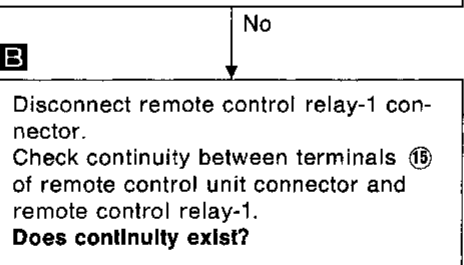 No
B
Disconnect remote control relay-1 con-
nector.
Check continuity between terminals ⑮
of remote control unit connector and
remote control relay-1.
Does continuity exist?